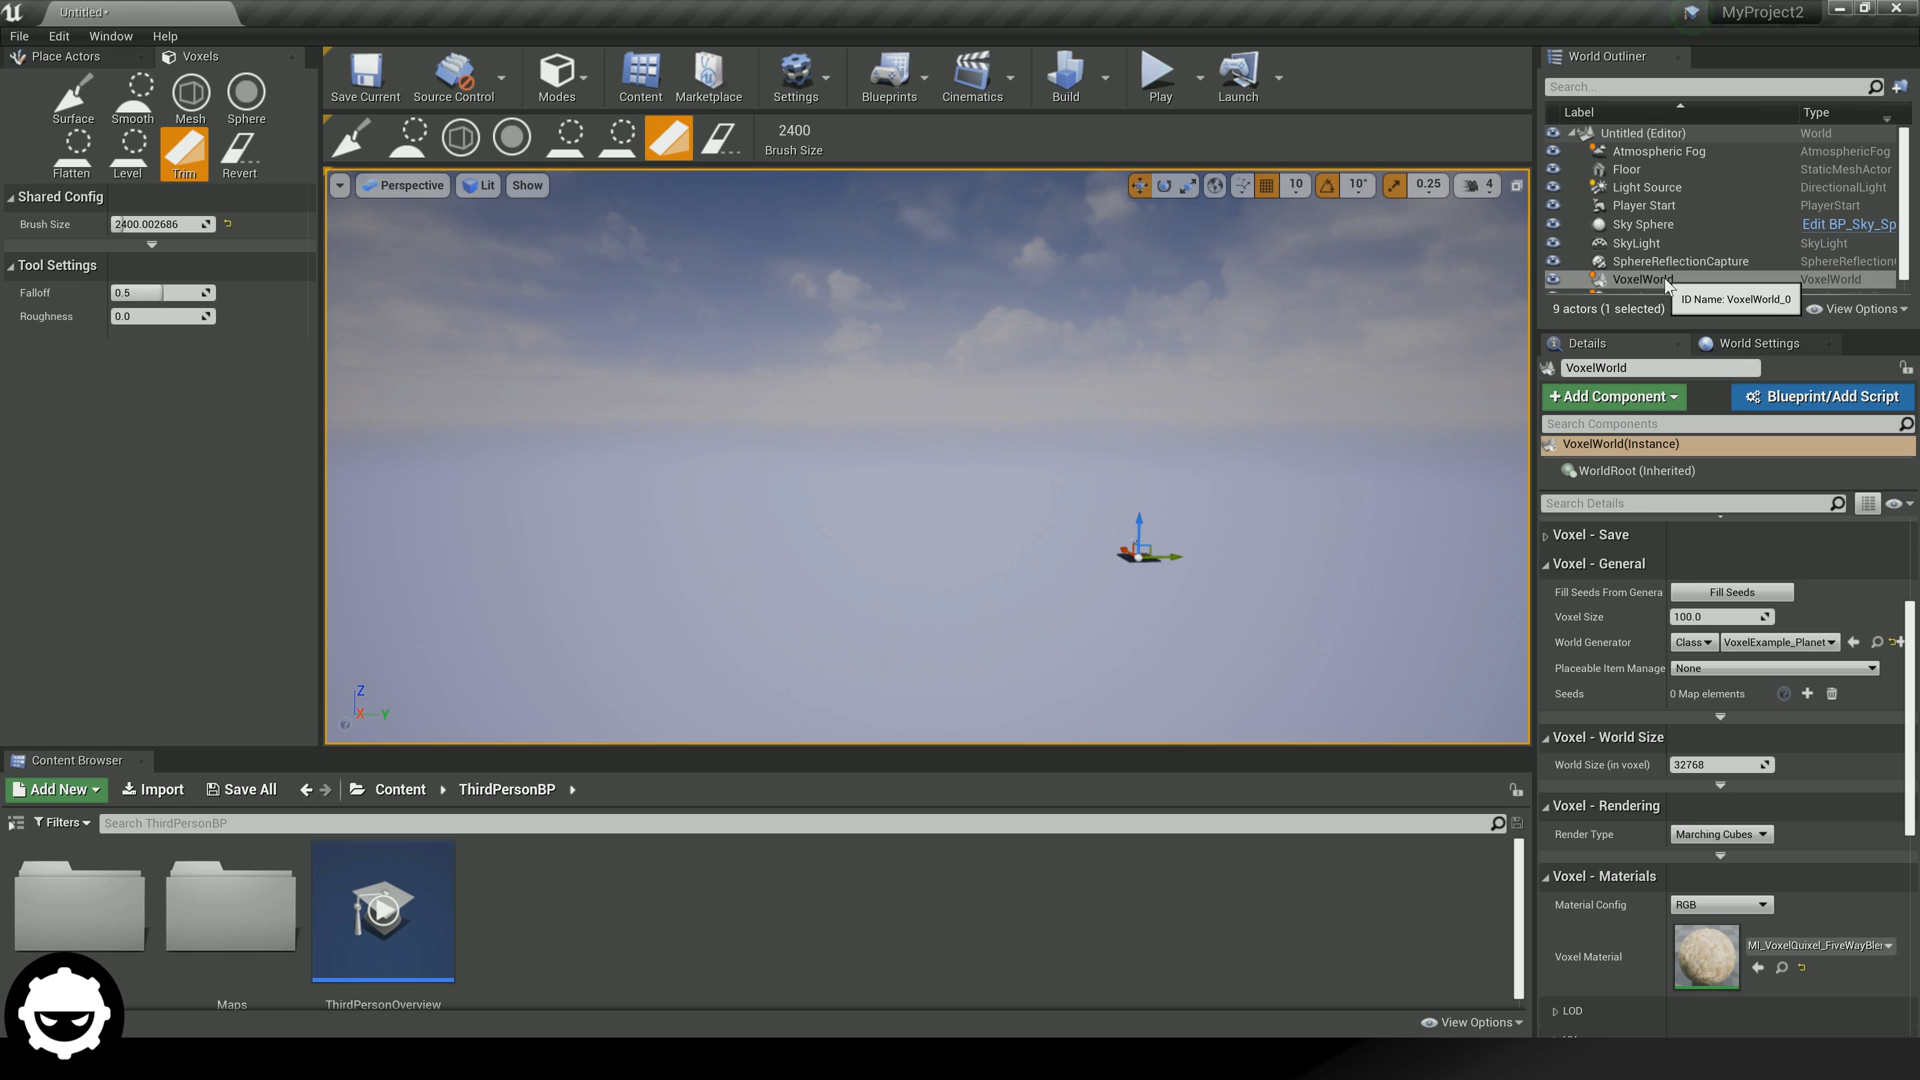 Untitled*
MyProject2
File Edit Window Help
Place Actors
Voxels
Surface Smooth Mesh Sphere
Flatten Level Trim Revert
Shared Config
Brush Size 2400.002686
Tool Settings
Falloff 0.5
Roughness 0.0
Save Current Source Control Modes Content Marketplace Settings Blueprints Cinematics Build Play Launch
2400
Brush Size
Perspective Lit Show
10 10° 0.25 4
Z
X Y
World Outliner
Search...
Label Type
Untitled (Editor) World
Atmospheric Fog AtmosphericFog
Floor StaticMeshActor
Light Source DirectionalLight
Player Start PlayerStart
Sky Sphere Edit BP_Sky_Sp
SkyLight SkyLight
SphereReflectionCapture SphereReflection
VoxelWorld VoxelWorld
ID Name: VoxelWorld_0
9 actors (1 selected) View Options
Details World Settings
VoxelWorld
+Add Component Blueprint/Add Script
Search Components
VoxelWorld(Instance)
WorldRoot (Inherited)
Search Details
Voxel - Save
Voxel - General
Fill Seeds From Genera Fill Seeds
Voxel Size 100.0
World Generator Class VoxelExample_Planet
Placeable Item Manage None
Seeds 0 Map elements
Voxel - World Size
World Size (in voxel) 32768
Voxel - Rendering
Render Type Marching Cubes
Voxel - Materials
Material Config RGB
Voxel Material MI_VoxelQuixel_FiveWayBler
LOD
Content Browser
Add New Import Save All Content ThirdPersonBP
Filters Search ThirdPersonBP
Maps ThirdPersonOverview
View Options